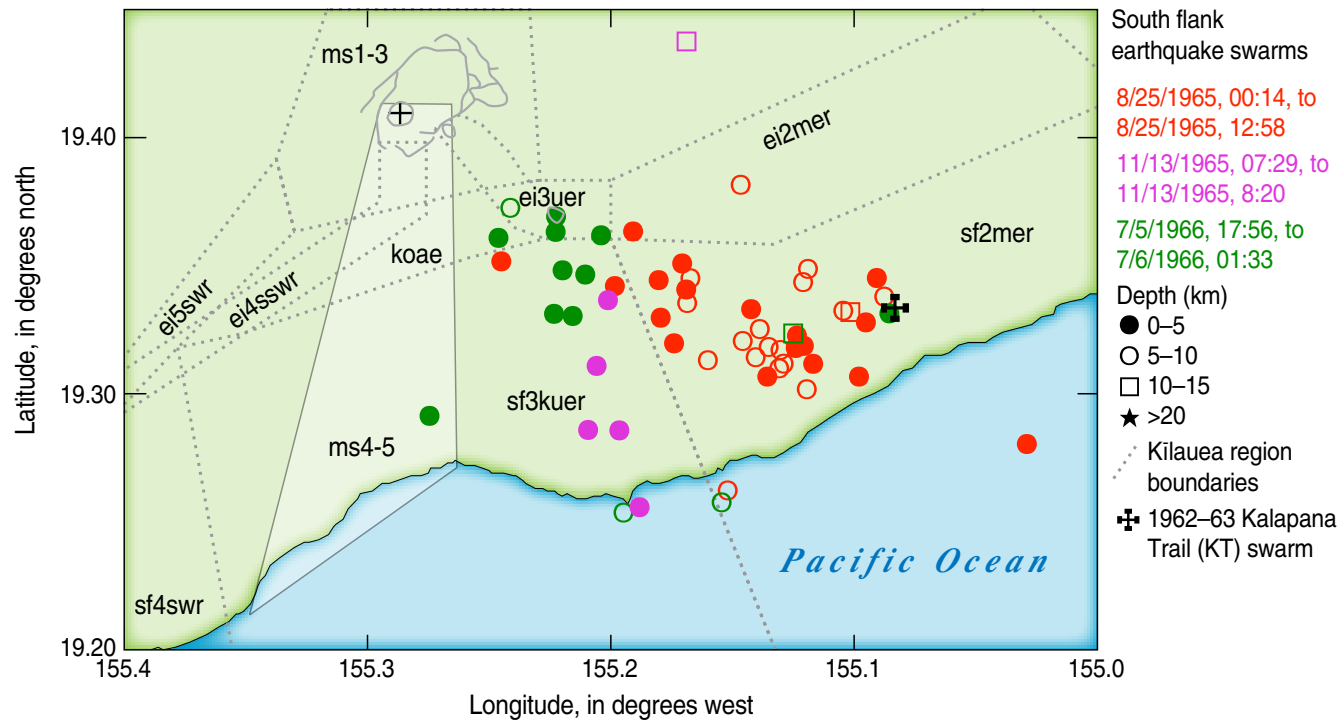 South flank
earthquake swarms
8/25/1965, 00:14, to
8/25/1965, 12:58
11/13/1965, 07:29, to
11/13/1965, 8:20
7/5/1966, 17:56, to
7/6/1966, 01:33
Depth (km)
0–5
5–10
10–15
>20
Kīlauea region
boundaries
1962–63 Kalapana
Trail (KT) swarm
ms1-3
ei2mer
ei3uer
sf2mer
koae
ei5swr
ei4sswr
sf3kuer
ms4-5
sf4swr
Pacific Ocean
Latitude, in degrees north
19.40
19.30
19.20
155.4
155.3
155.2
155.1
155.0
Longitude, in degrees west